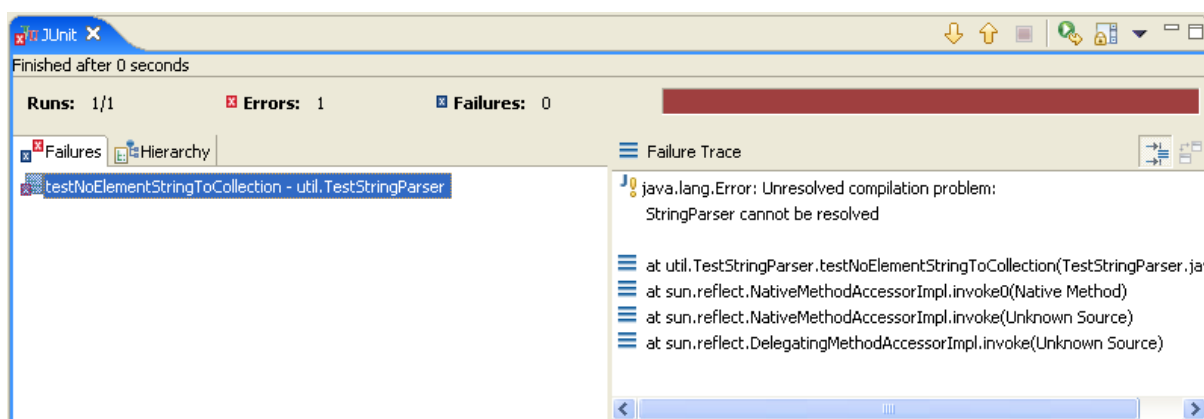 JUnit
Finished after 0 seconds
Runs: 1/1 Errors: 1 Failures: 0
Failures Hierarchy
testNoElementStringToCollection - util.TestStringParser
Failure Trace
java.lang.Error: Unresolved compilation problem:
StringParser cannot be resolved
at util.TestStringParser.testNoElementStringToCollection(TestStringParser.ja
at sun.reflect.NativeMethodAccessorImpl.invoke0(Native Method)
at sun.reflect.NativeMethodAccessorImpl.invoke(Unknown Source)
at sun.reflect.DelegatingMethodAccessorImpl.invoke(Unknown Source)